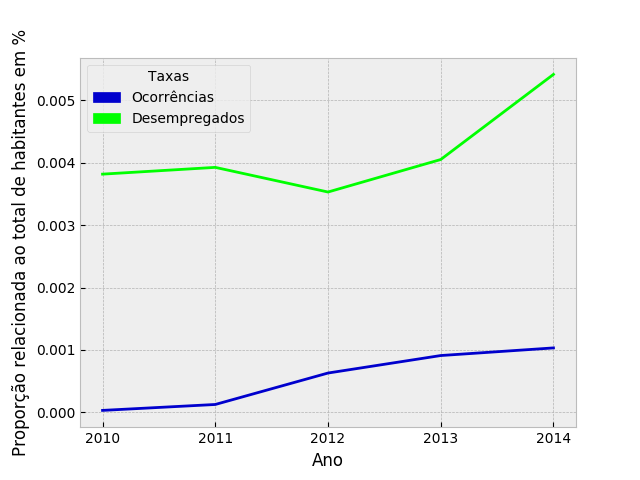 Proporção relacionada ao total de habitantes em %
Taxas
Ocorrências
Desempregados
0.005
0.004
0.003
0.002
0.001
0.000
2010 2011 2012 2013 2014
Ano